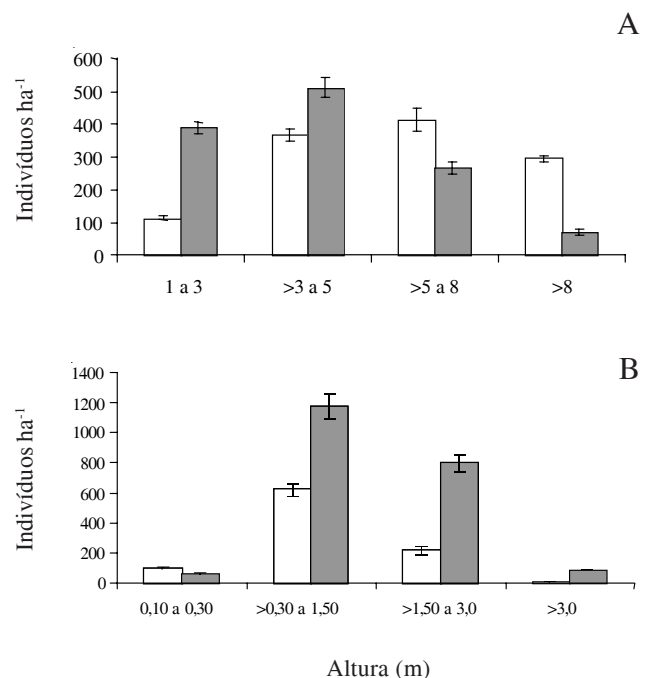 A
Indivíduos ha⁻¹
600
500
400
300
200
100
0
1 a 3 >3 a 5 >5 a 8 >8
B
Indivíduos ha⁻¹
1400
1200
1000
800
600
400
200
0
0,10 a 0,30 >0,30 a 1,50 >1,50 a 3,0 >3,0
Altura (m)